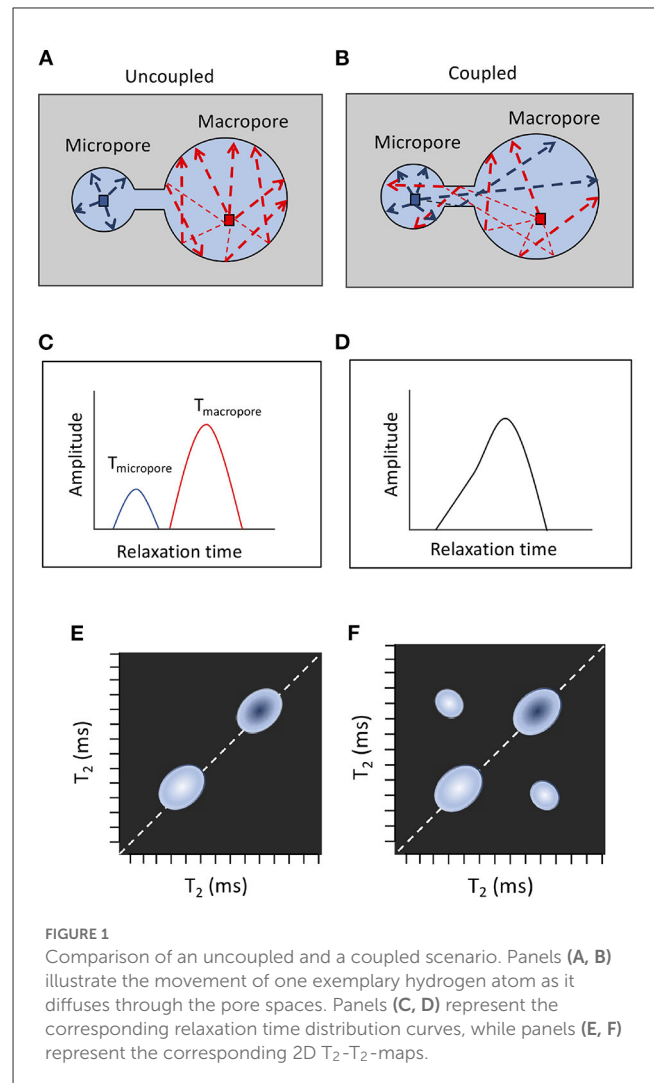 A
B
Uncoupled
Coupled
Macropore
Micropore
Macropore
Micropore
C
D
Amplitude
T_micropore
T_macropore
Relaxation time
Amplitude
Relaxation time
E
F
T₂ (ms)
T₂ (ms)
T₂ (ms)
T₂ (ms)
FIGURE 1
Comparison of an uncoupled and a coupled scenario. Panels (A, B)
illustrate the movement of one exemplary hydrogen atom as it
diffuses through the pore spaces. Panels (C, D) represent the
corresponding relaxation time distribution curves, while panels (E, F)
represent the corresponding 2D T₂-T₂-maps.